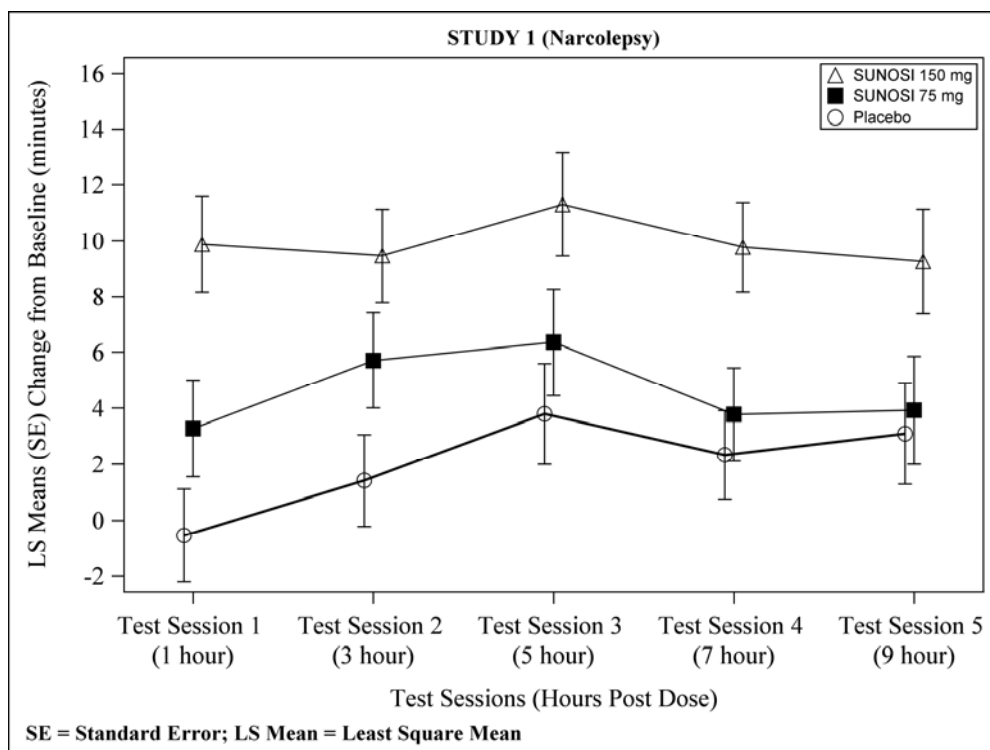 STUDY 1 (Narcolepsy)
SUNOSI 150 mg
SUNOSI 75 mg
Placebo
LS Means (SE) Change from Baseline (minutes)
16
14
12
10
8
6
4
2
0
-2
Test Session 1 Test Session 2 Test Session 3 Test Session 4 Test Session 5
(1 hour) (3 hour) (5 hour) (7 hour) (9 hour)
Test Sessions (Hours Post Dose)
SE = Standard Error; LS Mean = Least Square Mean